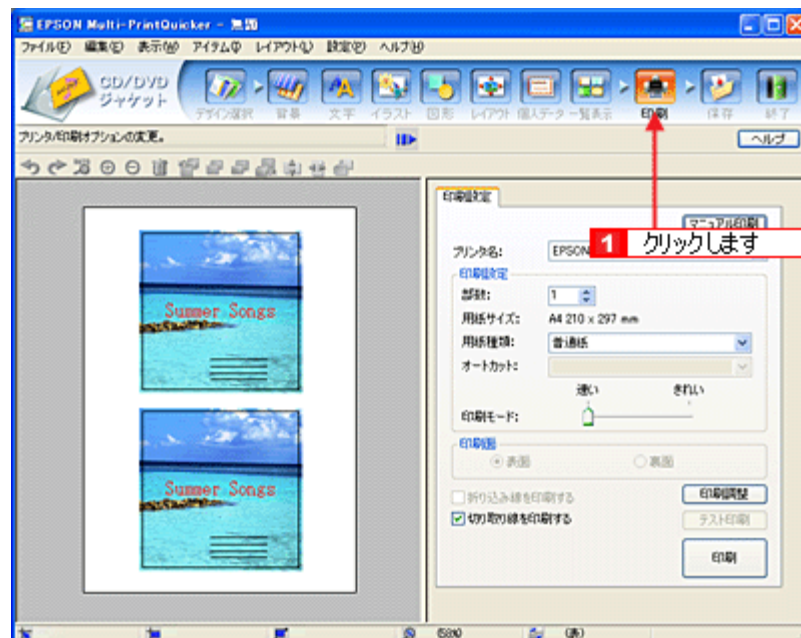 EPSON Multi-PrintQuicker - 無題
ファイル(F) 編集(E) 表示(W) アイテム(I) レイアウト(L) 設定(P) ヘルプ(H)
CD/DVD
ジャケット
デザイン選択 背景 文字 イラスト 図形 レイアウト 個人データ 一覧表示 印刷 保存 終了
プリンタ/印刷オプションの変更。
ヘルプ
印刷設定
マニュアル印刷
1 クリックします
プリンタ名: EPSON
印刷設定
部数: 1
用紙サイズ: A4 210 x 297 mm
用紙種類: 普通紙
オートカット:
速い きれい
印刷モード:
印刷面
表面 裏面
折り込み線を印刷する
印刷調整
切り取り線を印刷する
テスト印刷
印刷
Summer Songs
Summer Songs
(58%) (表)